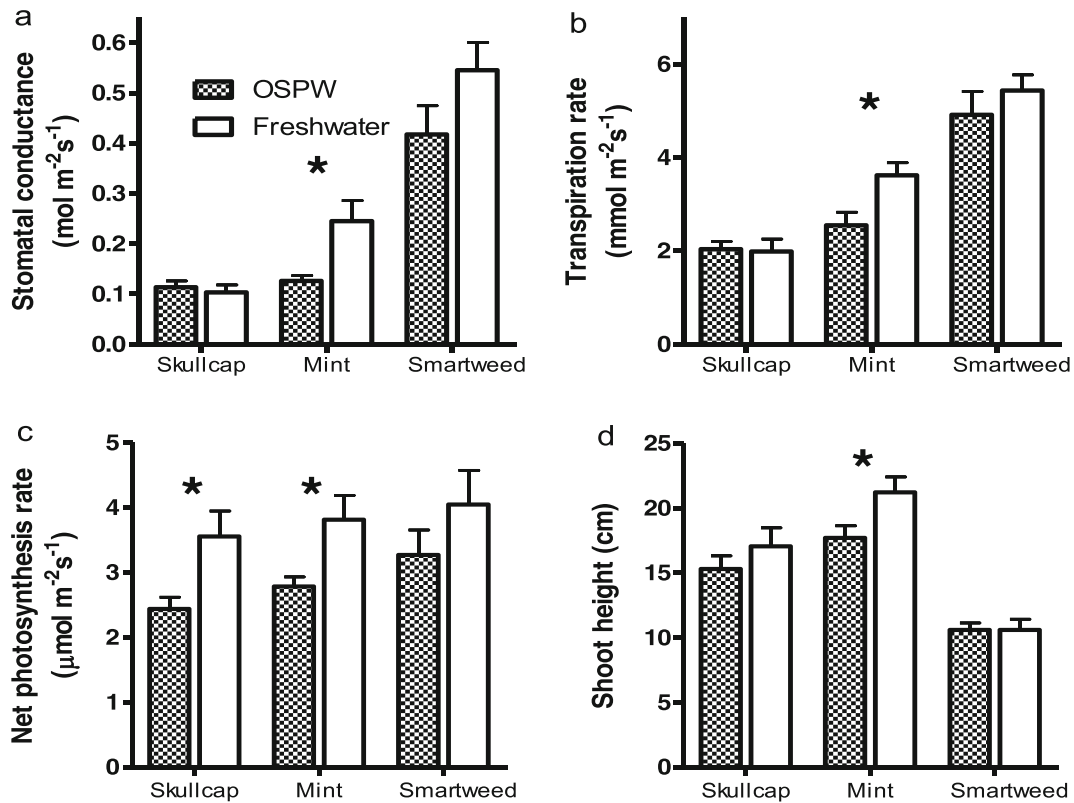 a
Stomatal conductance
(mol m-2s-1)
0.6
0.5
0.4
0.3
0.2
0.1
0.0
OSPW
Freshwater
*
Skullcap Mint Smartweed
b
Transpiration rate
(mmol m-2s-1)
6
4
2
0
*
Skullcap Mint Smartweed
c
Net photosynthesis rate
(μmol m-2s-1)
5
4
3
2
1
0
* *
Skullcap Mint Smartweed
d
Shoot height (cm)
25
20
15
10
5
0
*
Skullcap Mint Smartweed